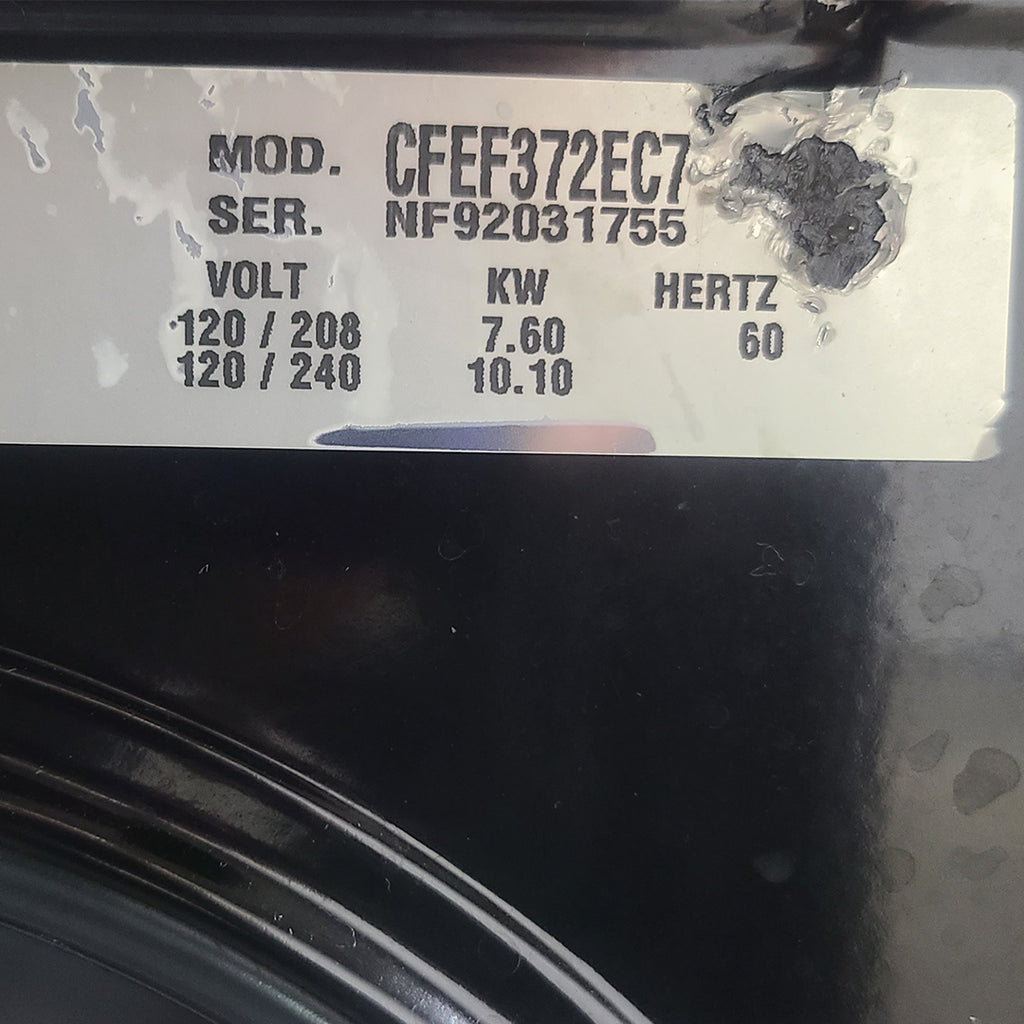 MOD. CFEF372EC7
SER. NF92031755
VOLT KW HERTZ
120 / 208 7.60 60
120 / 240 10.10